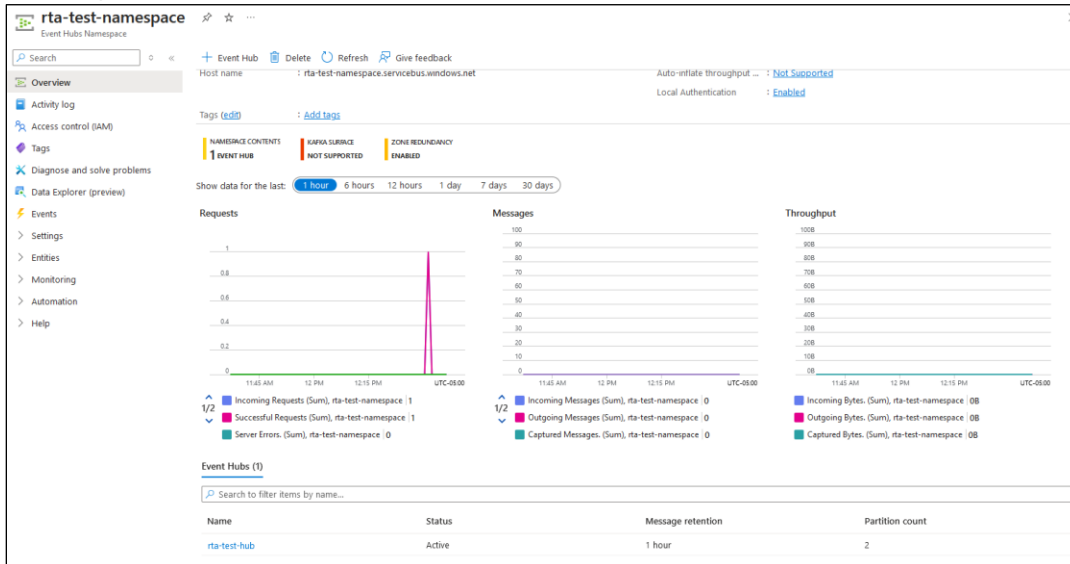 rta-test-namespace
Event Hubs Namespace
Search
Overview
Activity log
Access control (IAM)
Tags
Diagnose and solve problems
Data Explorer (preview)
Events
Settings
Entities
Monitoring
Automation
Help
Event Hub Delete Refresh Give feedback
Host name : rta-test-namespace.servicebus.windows.net
Auto-inflate throughput ... : Not Supported
Local Authentication : Enabled
Tags (edit) : Add tags
NAMESPACE CONTENTS
1 EVENT HUB
KAFKA SURFACE
NOT SUPPORTED
ZONE REDUNDANCY
ENABLED
Show data for the last: 1 hour 6 hours 12 hours 1 day 7 days 30 days
Requests
1
0.8
0.6
0.4
0.2
0
11:45 AM 12 PM 12:15 PM UTC-05:00
1/2
Incoming Requests (Sum), rta-test-namespace 1
Successful Requests (Sum), rta-test-namespace 1
Server Errors. (Sum), rta-test-namespace 0
Messages
100
90
80
70
60
50
40
30
20
10
0
11:45 AM 12 PM 12:15 PM UTC-05:00
1/2
Incoming Messages (Sum), rta-test-namespace 0
Outgoing Messages (Sum), rta-test-namespace 0
Captured Messages. (Sum), rta-test-namespace 0
Throughput
100B
90B
80B
70B
60B
50B
40B
30B
20B
10B
0B
11:45 AM 12 PM 12:15 PM UTC-05:00
Incoming Bytes. (Sum), rta-test-namespace 0B
Outgoing Bytes. (Sum), rta-test-namespace 0B
Captured Bytes. (Sum), rta-test-namespace 0B
Event Hubs (1)
Search to filter items by name...
Name Status Message retention Partition count
rta-test-hub Active 1 hour 2